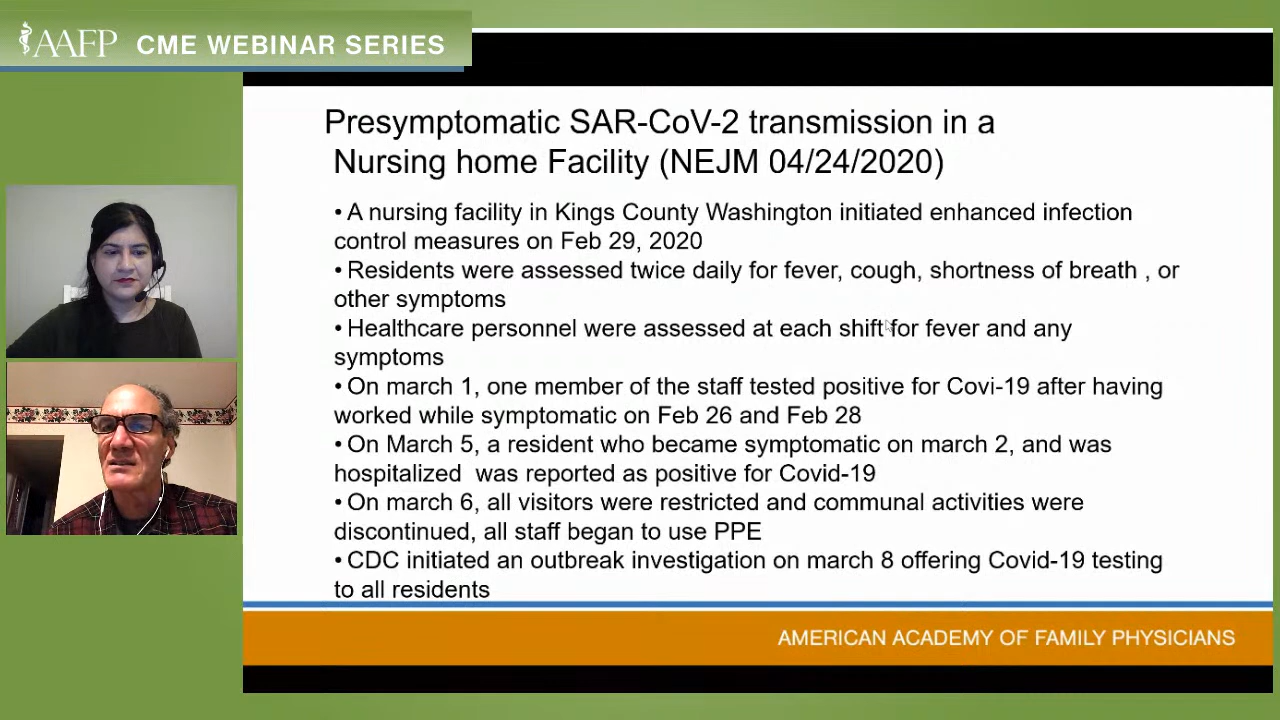 AAFP CME WEBINAR SERIES
Presymptomatic SAR-CoV-2 transmission in a
Nursing home Facility (NEJM 04/24/2020)
• A nursing facility in Kings County Washington initiated enhanced infection
control measures on Feb 29, 2020
• Residents were assessed twice daily for fever, cough, shortness of breath , or
other symptoms
• Healthcare personnel were assessed at each shift for fever and any
symptoms
• On march 1, one member of the staff tested positive for Covi-19 after having
worked while symptomatic on Feb 26 and Feb 28
• On March 5, a resident who became symptomatic on march 2, and was
hospitalized was reported as positive for Covid-19
• On march 6, all visitors were restricted and communal activities were
discontinued, all staff began to use PPE
• CDC initiated an outbreak investigation on march 8 offering Covid-19 testing
to all residents
AMERICAN ACADEMY OF FAMILY PHYSICIANS